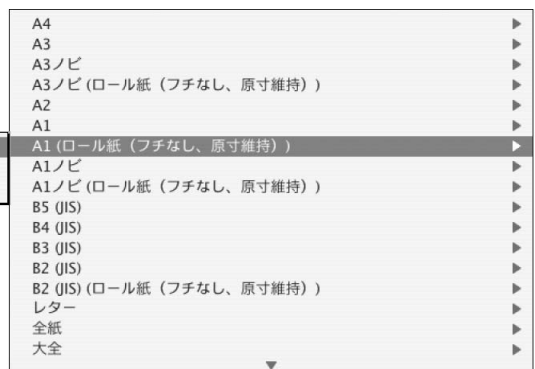 A4
A3
A3ノビ
A3ノビ (ロール紙（フチなし、原寸維持）)
A2
A1
A1 (ロール紙（フチなし、原寸維持）)
A1ノビ
A1ノビ (ロール紙（フチなし、原寸維持）)
B5 (JIS)
B4 (JIS)
B3 (JIS)
B2 (JIS)
B2 (JIS) (ロール紙（フチなし、原寸維持）)
レター
全紙
大全